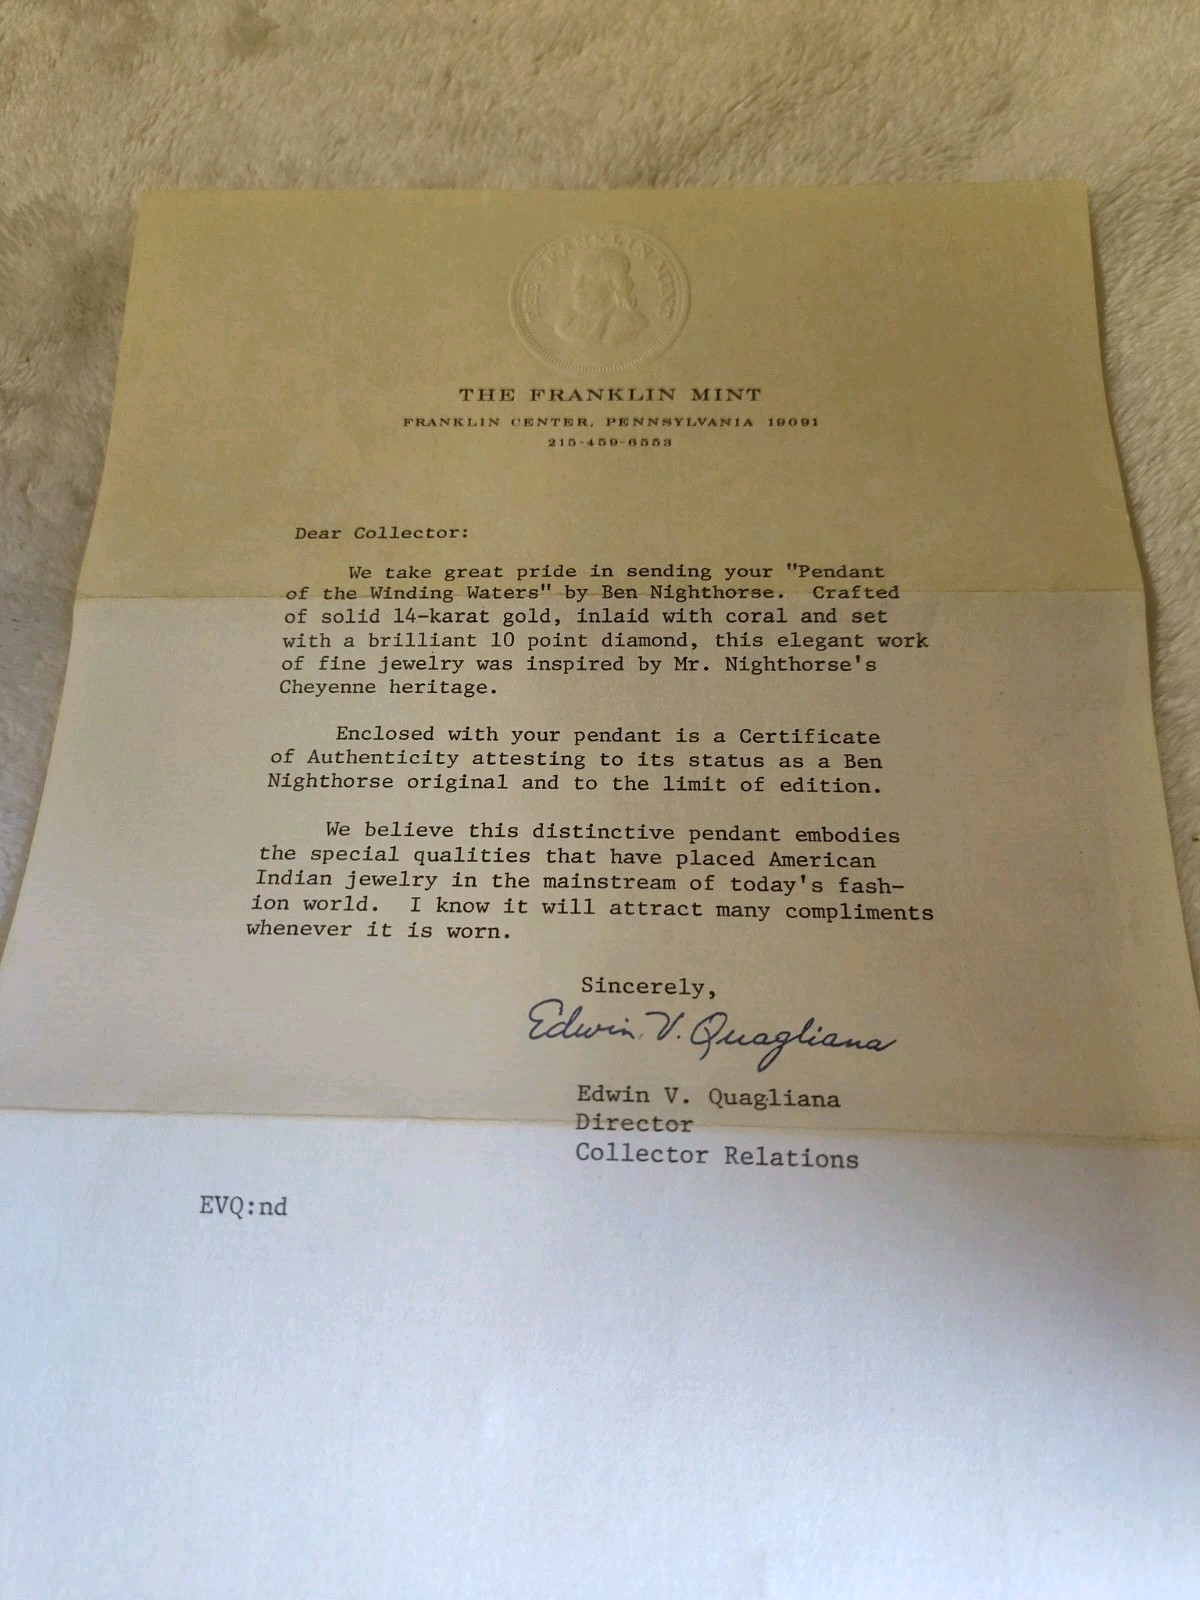 THE FRANKLIN MINT
THE FRANKLIN MINT
FRANKLIN CENTER, PENNSYLVANIA 19091
215-459-6553
Dear Collector:
We take great pride in sending your "Pendant
of the Winding Waters" by Ben Nighthorse. Crafted
of solid 14-karat gold, inlaid with coral and set
with a brilliant 10 point diamond, this elegant work
of fine jewelry was inspired by Mr. Nighthorse's
Cheyenne heritage.
Enclosed with your pendant is a Certificate
of Authenticity attesting to its status as a Ben
Nighthorse original and to the limit of edition.
We believe this distinctive pendant embodies
the special qualities that have placed American
Indian jewelry in the mainstream of today's fash-
ion world. I know it will attract many compliments
whenever it is worn.
Sincerely,
Edwin V. Quagliana
Edwin V. Quagliana
Director
Collector Relations
EVQ:nd